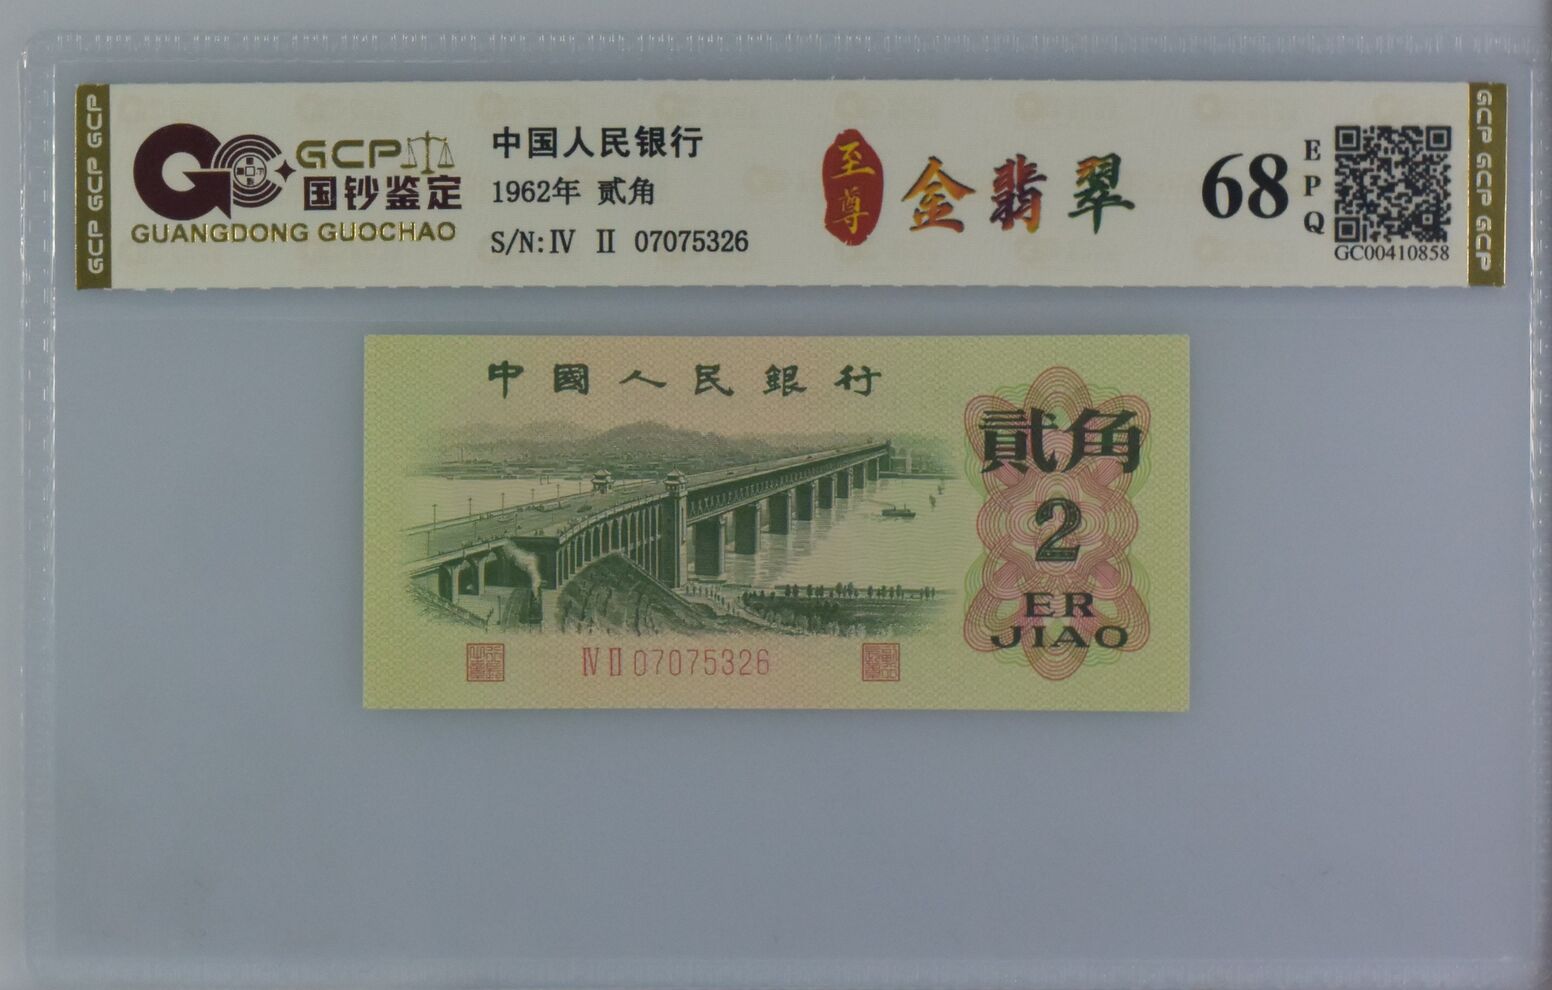 GCP GCP GCP
GCP
国钞鉴定
GUANGDONG GUOCHAO
中国人民银行
1962年 贰角
S/N:Ⅳ Ⅱ 07075326
至尊
金翡翠
68
EPQ
GC00410858
GCP GCP GCP
中國人民銀行
貳角
2
ER
JIAO
Ⅳ Ⅱ 07075326